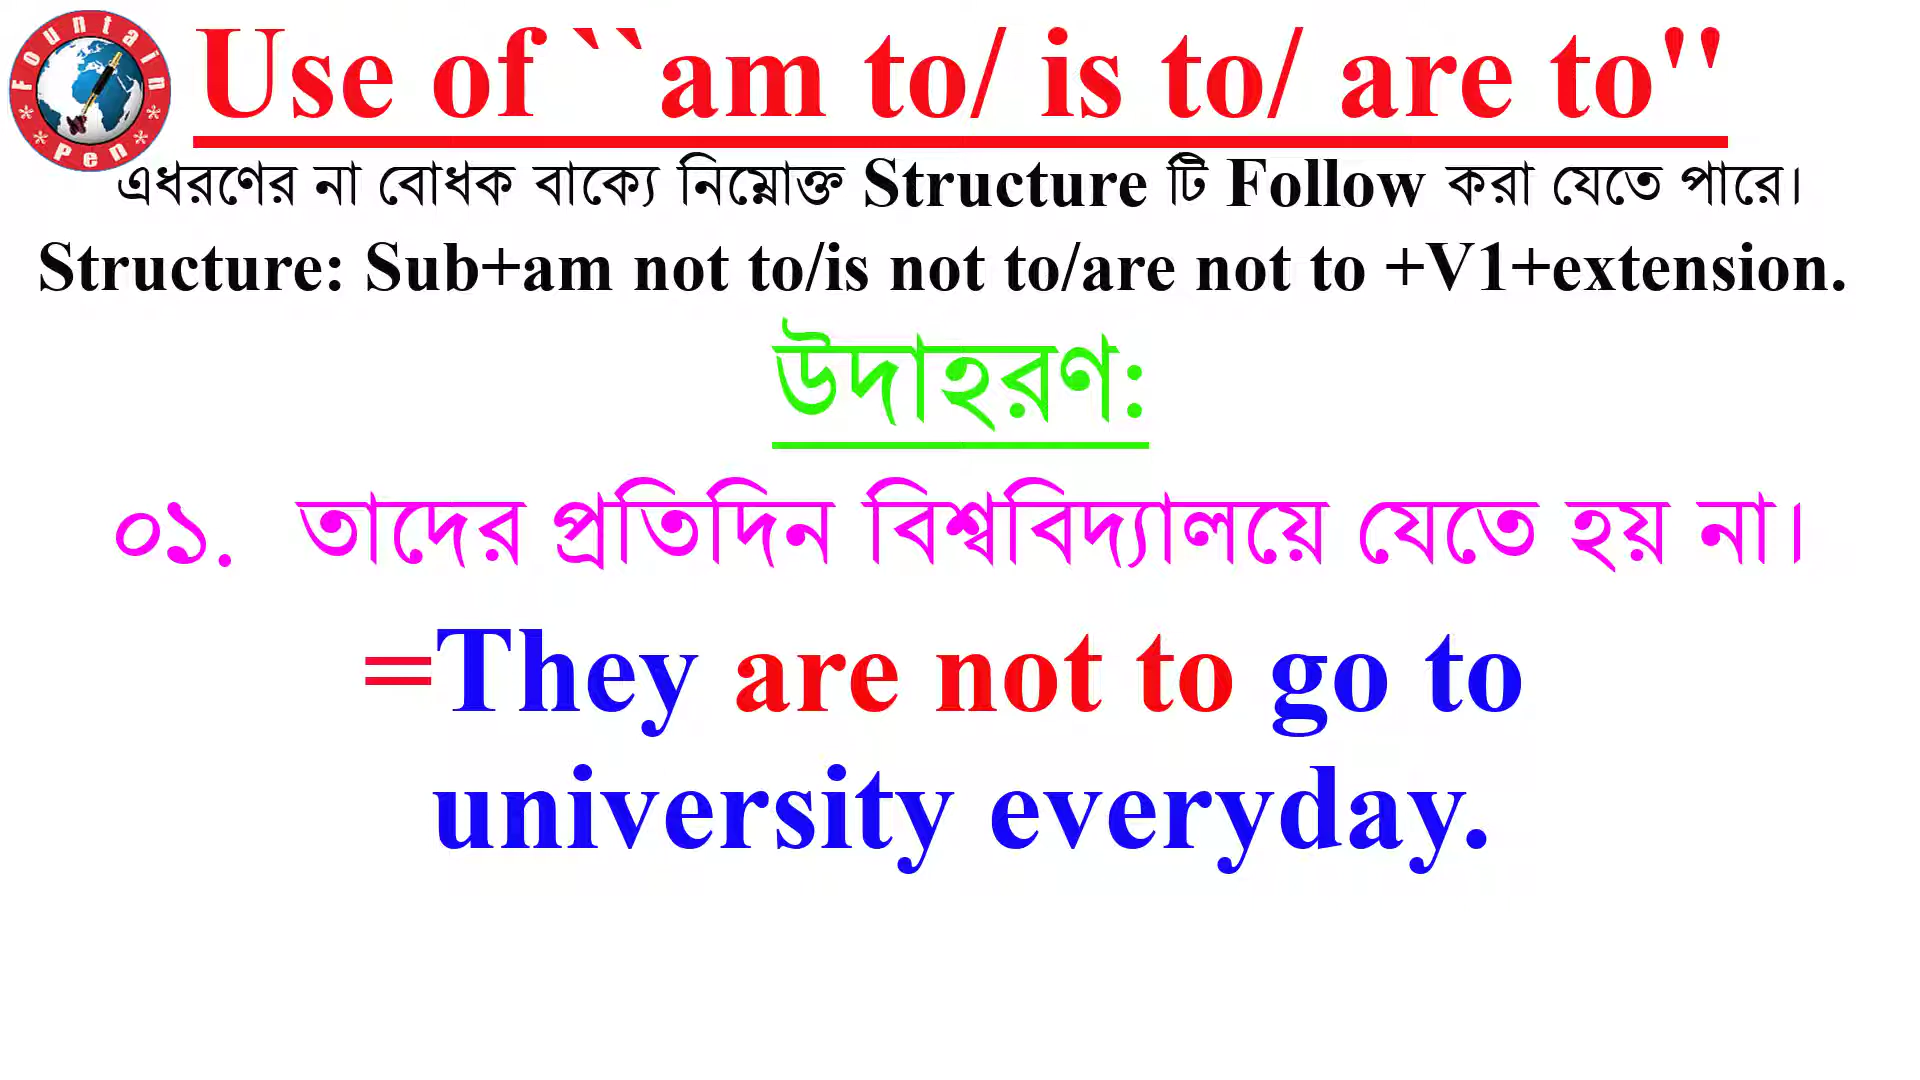 Fountain Pen
Use of ``am to/ is to/ are to''
এধরণের না বোধক বাক্যে নিম্নোক্ত Structure টি Follow করা যেতে পারে।
Structure: Sub+am not to/is not to/are not to +V1+extension.
উদাহরণ:
০১. তাদের প্রতিদিন বিশ্ববিদ্যালয়ে যেতে হয় না।
=They are not to go to
university everyday.